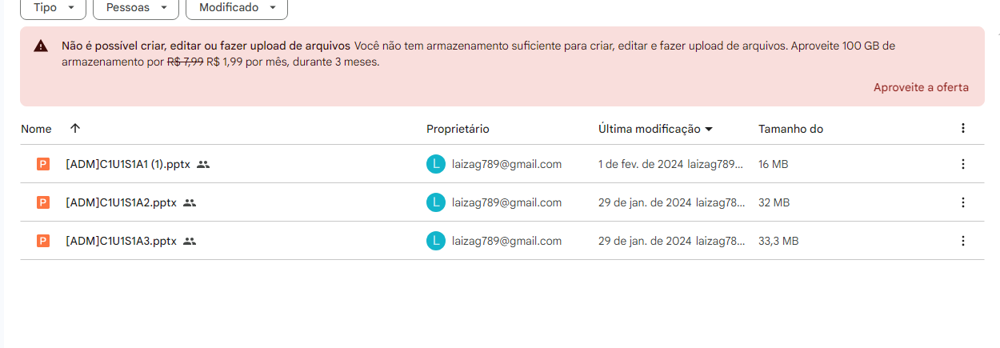 Tipo Pessoas Modificado
Não é possível criar, editar ou fazer upload de arquivos Você não tem armazenamento suficiente para criar, editar e fazer upload de arquivos. Aproveite 100 GB de
armazenamento por R$ 7,99 R$ 1,99 por mês, durante 3 meses.
Aproveite a oferta
Nome Proprietário Última modificação Tamanho do
P [ADM]C1U1S1A1 (1).pptx L laizag789@gmail.com 1 de fev. de 2024 laizag789... 16 MB
P [ADM]C1U1S1A2.pptx L laizag789@gmail.com 29 de jan. de 2024 laizag78... 32 MB
P [ADM]C1U1S1A3.pptx L laizag789@gmail.com 29 de jan. de 2024 laizag78... 33,3 MB